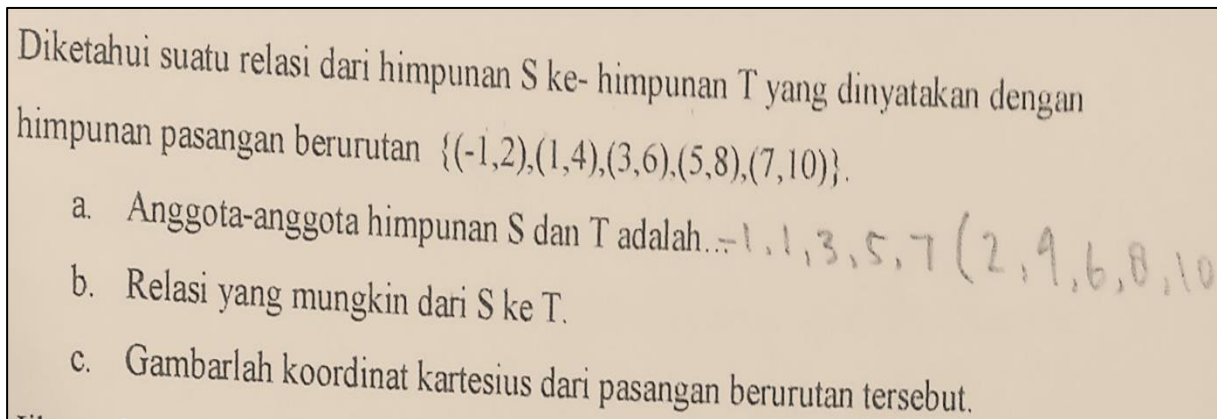 Diketahui suatu relasi dari himpunan S ke- himpunan T yang dinyatakan dengan
himpunan pasangan berurutan {(-1,2),(1,4),(3,6),(5,8),(7,10)}.
a. Anggota-anggota himpunan S dan T adalah...-1,1,3,5,7 (2,4,6,8,10
b. Relasi yang mungkin dari S ke T.
c. Gambarlah koordinat kartesius dari pasangan berurutan tersebut.